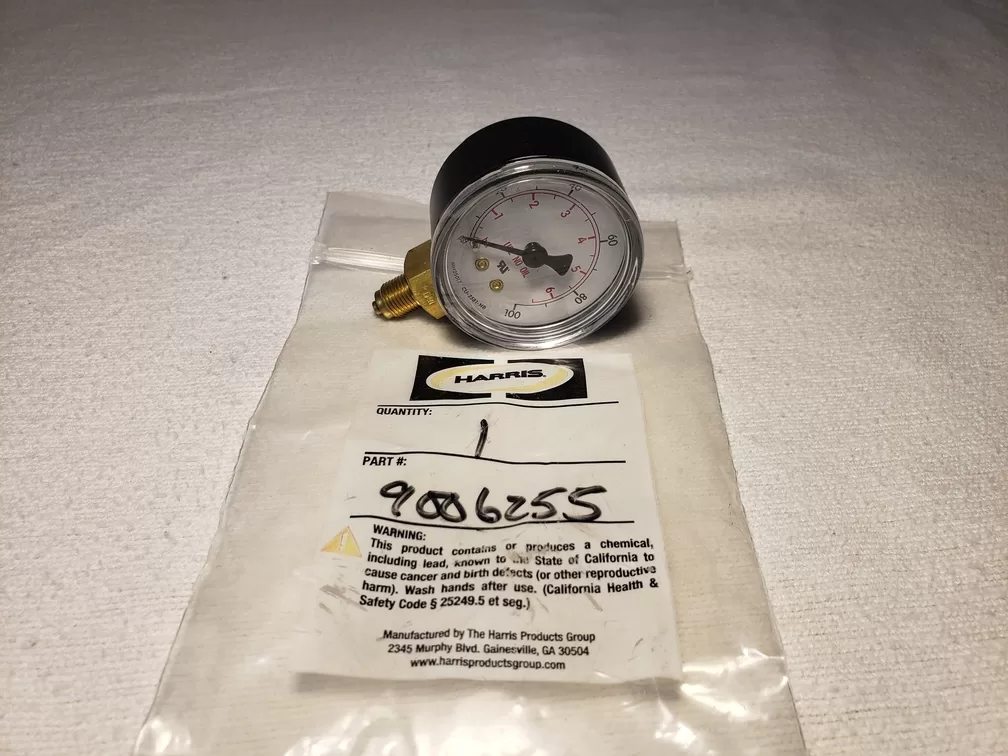 20
40
1
2
3
4
60
5
80
6
100
USE NO OIL
HARRIS.
QUANTITY:
1
PART #:
9006255
WARNING:
This product contains or produces a chemical,
including lead, known to the State of California to
cause cancer and birth defects (or other reproductive
harm). Wash hands after use. (California Health &
Safety Code § 25249.5 et seg.)
Manufactured by The Harris Products Group
2345 Murphy Blvd. Gainesville, GA 30504
www.harrisproductsgroup.com